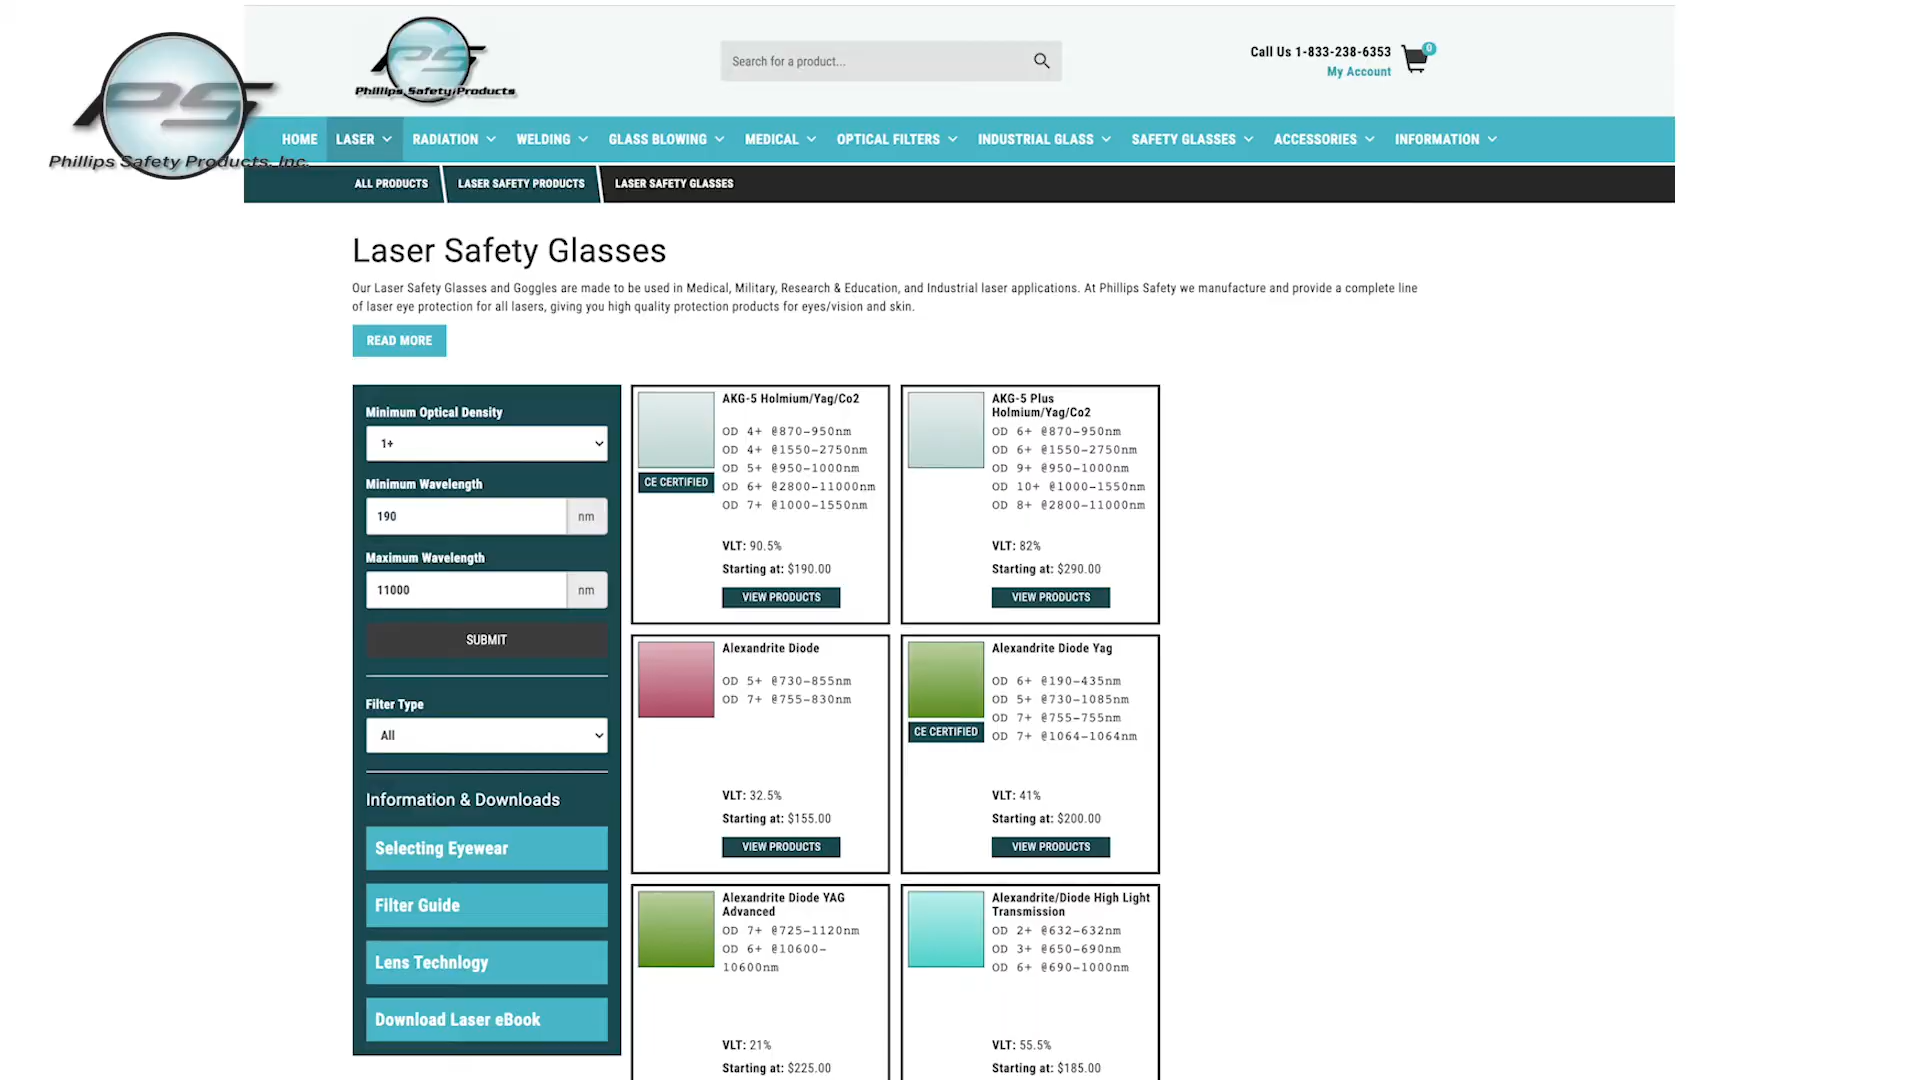 PS
Phillips Safety Products, Inc.
PS
Phillips Safety Products
Search for a product...
Call Us 1-833-238-6353
0
My Account
HOME LASER RADIATION WELDING GLASS BLOWING MEDICAL OPTICAL FILTERS INDUSTRIAL GLASS SAFETY GLASSES ACCESSORIES INFORMATION
ALL PRODUCTS LASER SAFETY PRODUCTS LASER SAFETY GLASSES
Laser Safety Glasses
Our Laser Safety Glasses and Goggles are made to be used in Medical, Military, Research & Education, and Industrial laser applications. At Phillips Safety we manufacture and provide a complete line
of laser eye protection for all lasers, giving you high quality protection products for eyes/vision and skin.
READ MORE
Minimum Optical Density
1+
Minimum Wavelength
190 nm
Maximum Wavelength
11000 nm
SUBMIT
Filter Type
All
Information & Downloads
Selecting Eyewear
Filter Guide
Lens Technlogy
Download Laser eBook
AKG-5 Holmium/Yag/Co2
CE CERTIFIED
OD 4+ @870-950nm
OD 4+ @1550-2750nm
OD 5+ @950-1000nm
OD 6+ @2800-11000nm
OD 7+ @1000-1550nm
VLT: 90.5%
Starting at: $190.00
VIEW PRODUCTS
AKG-5 Plus
Holmium/Yag/Co2
OD 6+ @870-950nm
OD 6+ @1550-2750nm
OD 9+ @950-1000nm
OD 10+ @1000-1550nm
OD 8+ @2800-11000nm
VLT: 82%
Starting at: $290.00
VIEW PRODUCTS
Alexandrite Diode
OD 5+ @730-855nm
OD 7+ @755-830nm
VLT: 32.5%
Starting at: $155.00
VIEW PRODUCTS
Alexandrite Diode Yag
CE CERTIFIED
OD 6+ @190-435nm
OD 5+ @730-1085nm
OD 7+ @755-755nm
OD 7+ @1064-1064nm
VLT: 41%
Starting at: $200.00
VIEW PRODUCTS
Alexandrite Diode YAG
Advanced
OD 7+ @725-1120nm
OD 6+ @10600-
10600nm
VLT: 21%
Starting at: $225.00
Alexandrite/Diode High Light
Transmission
OD 2+ @632-632nm
OD 3+ @650-690nm
OD 6+ @690-1000nm
VLT: 55.5%
Starting at: $185.00